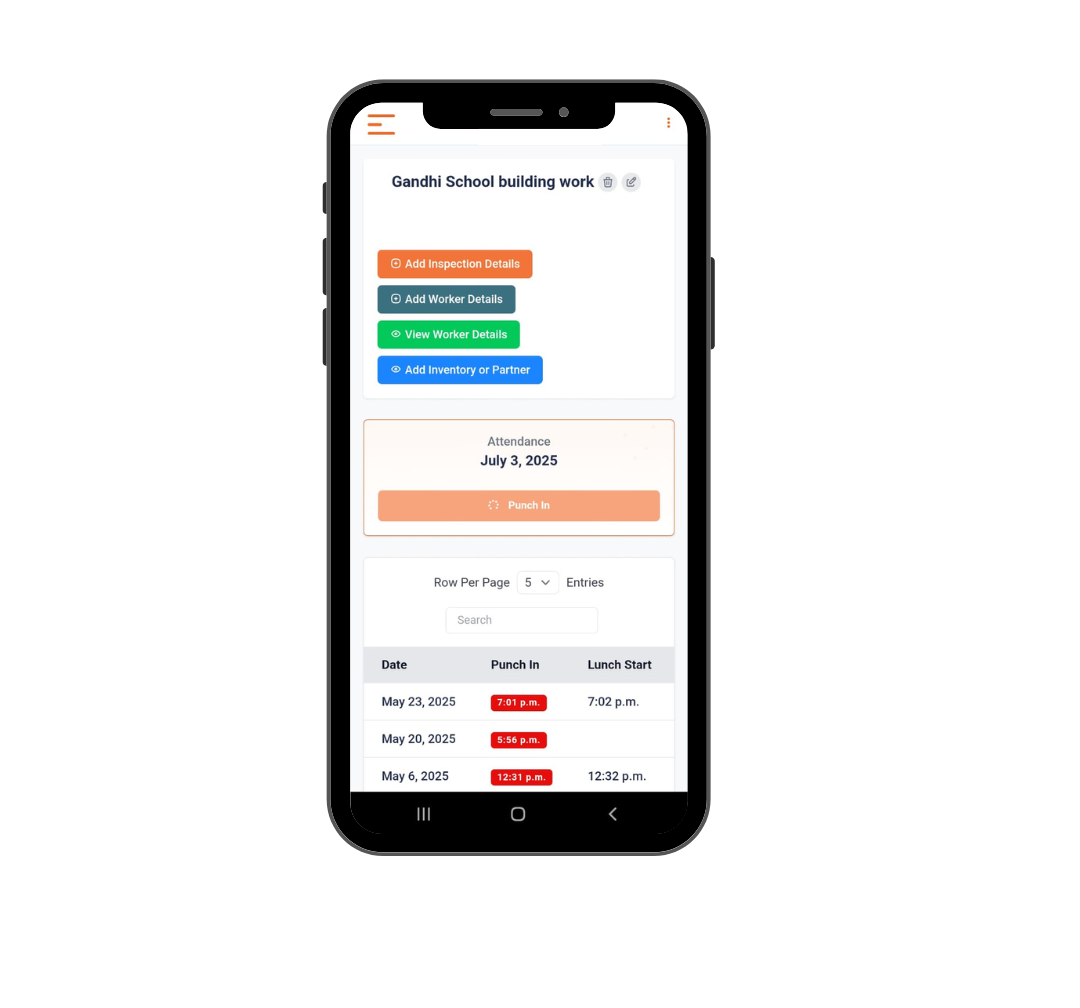 Gandhi School building work
Add Inspection Details
Add Worker Details
View Worker Details
Add Inventory or Partner
Attendance
July 3, 2025
Punch In
Row Per Page 5 Entries
Search
Date Punch In Lunch Start
May 23, 2025 7:01 p.m. 7:02 p.m.
May 20, 2025 5:56 p.m.
May 6, 2025 12:31 p.m. 12:32 p.m.